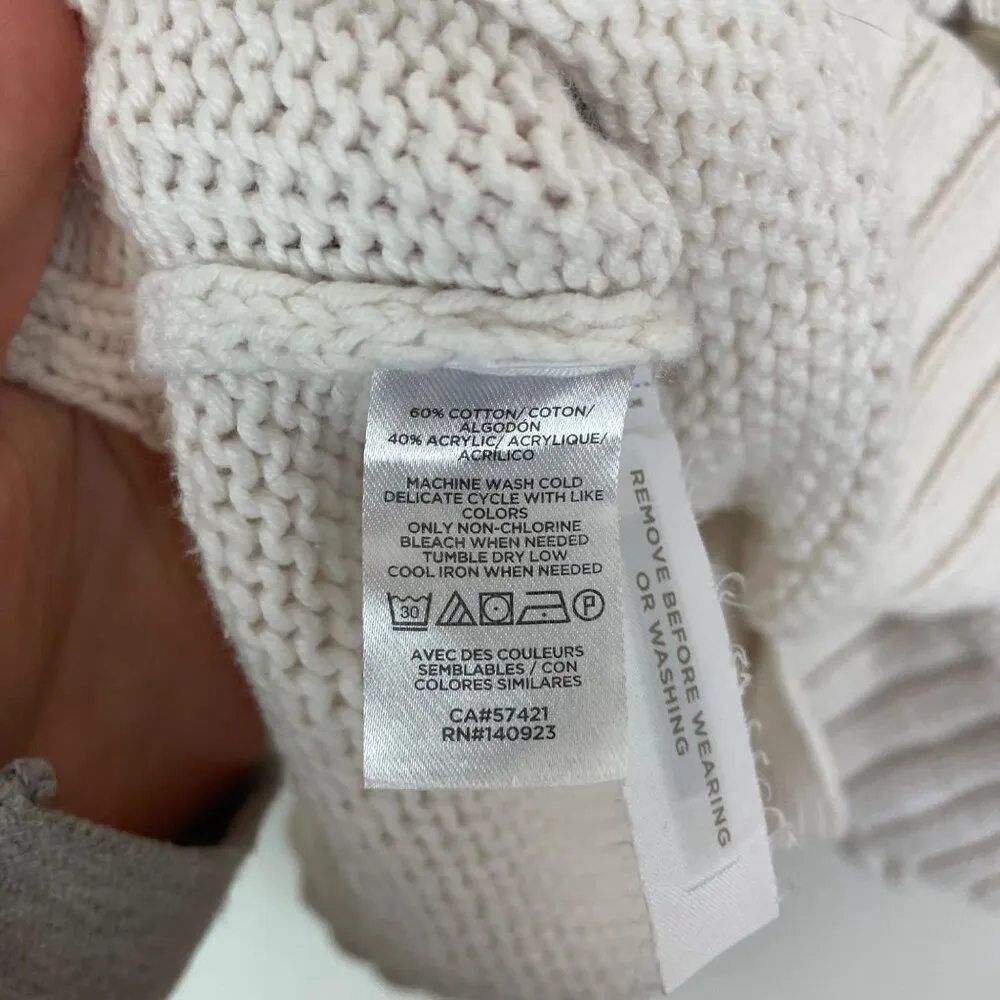 60% COTTON/ COTON/
ALGODÓN
40% ACRYLIC/ ACRYLIQUE/
ACRÍLICO
MACHINE WASH COLD
DELICATE CYCLE WITH LIKE
COLORS
ONLY NON-CHLORINE
BLEACH WHEN NEEDED
TUMBLE DRY LOW
COOL IRON WHEN NEEDED
30 P
AVEC DES COULEURS
SEMBLABLES / CON
COLORES SIMILARES
CA#57421
RN#140923
REMOVE BEFORE WEARING
OR WASHING